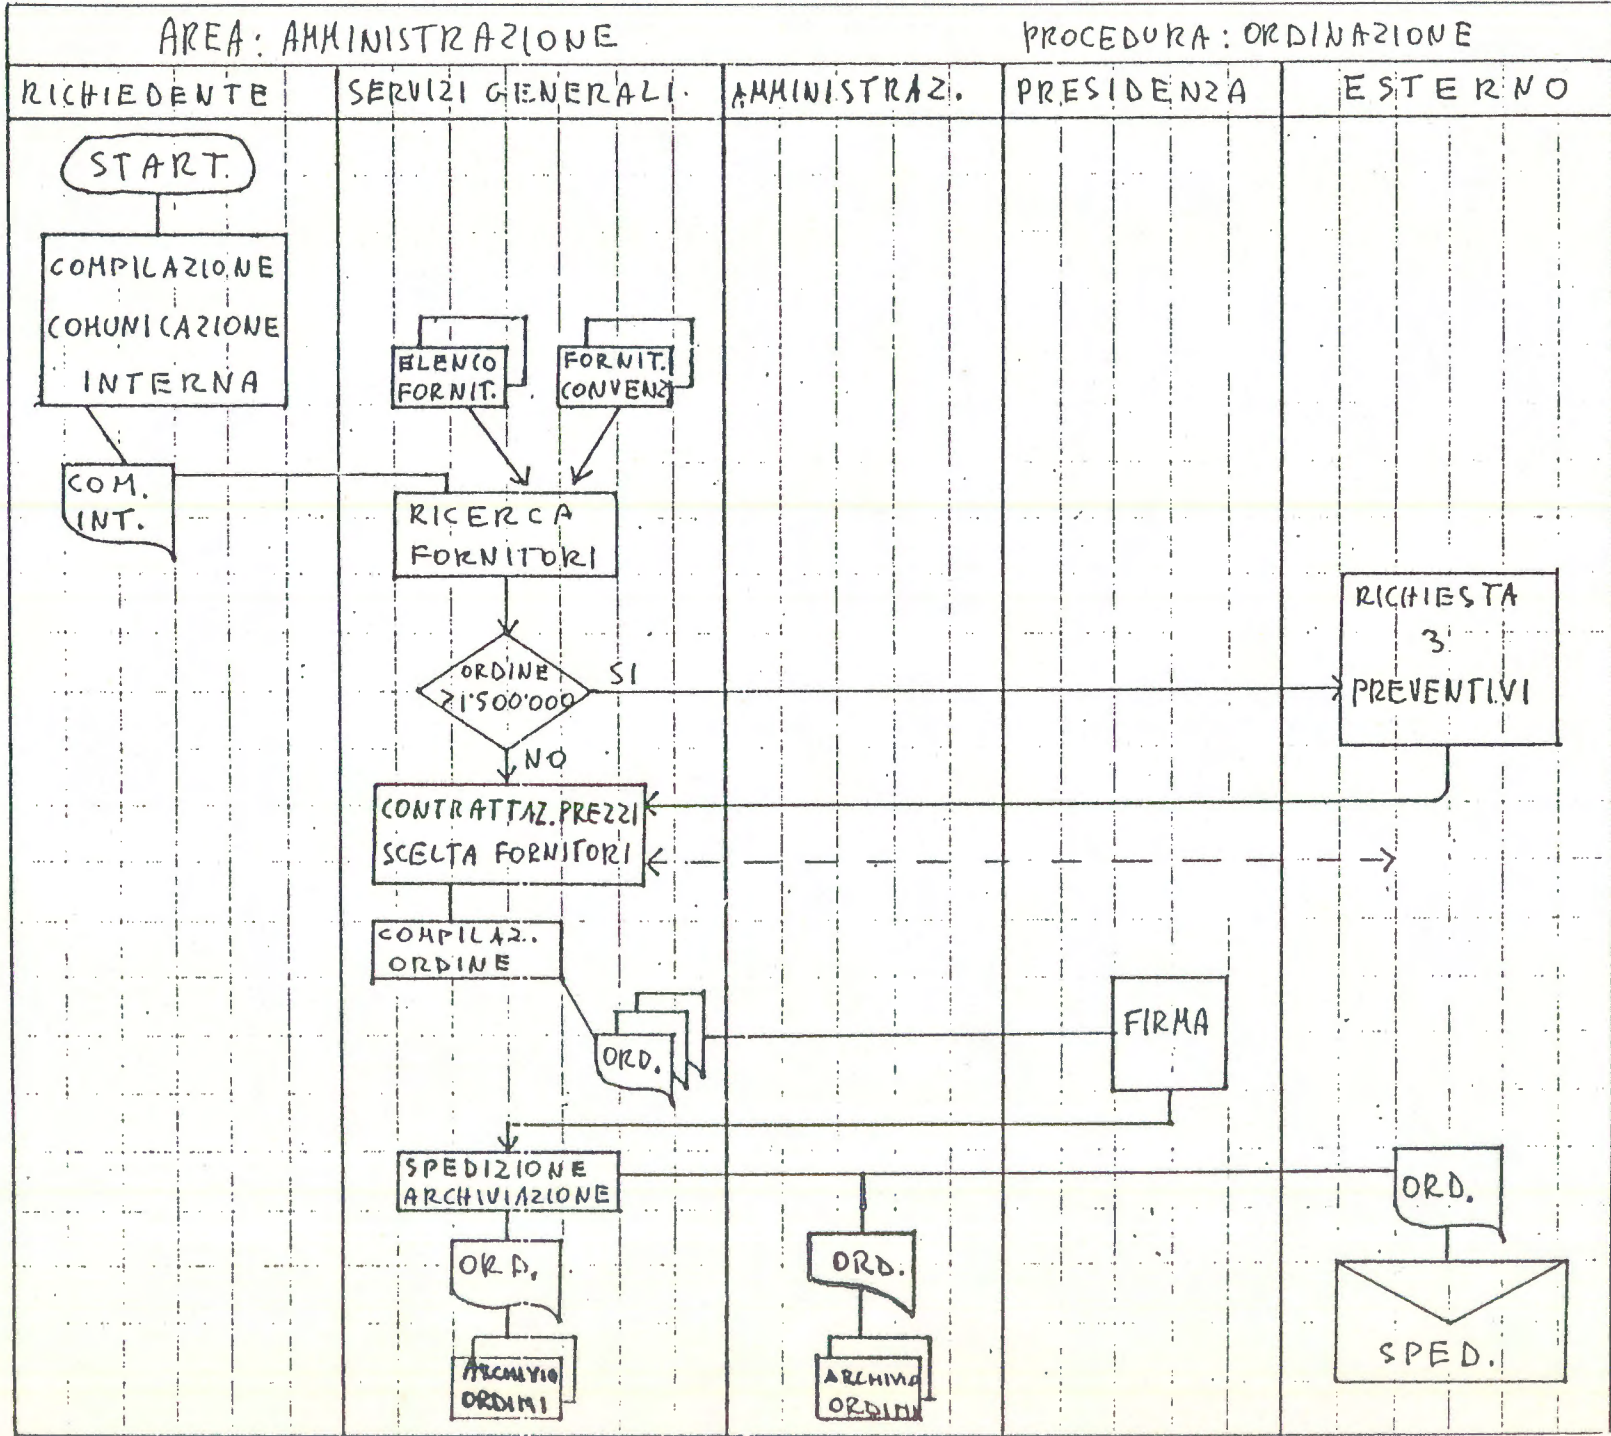 AREA: AMMINISTRAZIONE
PROCEDURA: ORDINAZIONE
RICHIEDENTE
SERVIZI GENERALI.
AMMINISTRAZ.
PRESIDENZA
ESTERNO
START.
COMPILAZIONE
COMUNICAZIONE
INTERNA
ELENCO
FORNIT.
FORNIT.
CONVENZ
COM.
INT.
RICERCA
FORNITORI
ORDINE
>1'500'000
SI
NO
RICHIESTA
3
PREVENTIVI
CONTRATTAZ. PREZZI
SCELTA FORNITORI
COMPILAZ.
ORDINE
ORD.
FIRMA
SPEDIZIONE
ARCHIVIAZIONE
ORD.
ORD.
ORD.
ARCHIVIO
ORDINI
ARCHIVIO
ORDINI
SPED.